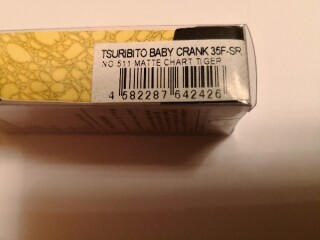 TSURIBITO BABY CRANK 35F-SR
NO 511 MATTE CHART TIGER
4 582287 642426